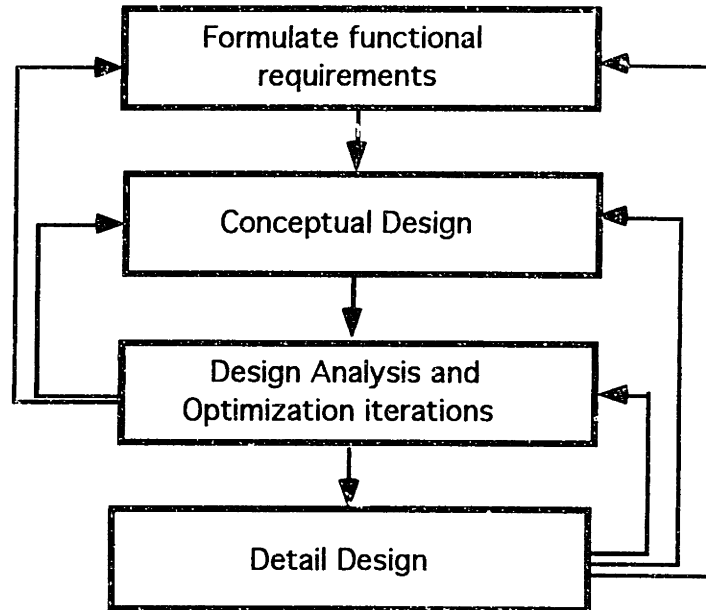 Formulate functional
requirements
Conceptual Design
Design Analysis and
Optimization iterations
Detail Design